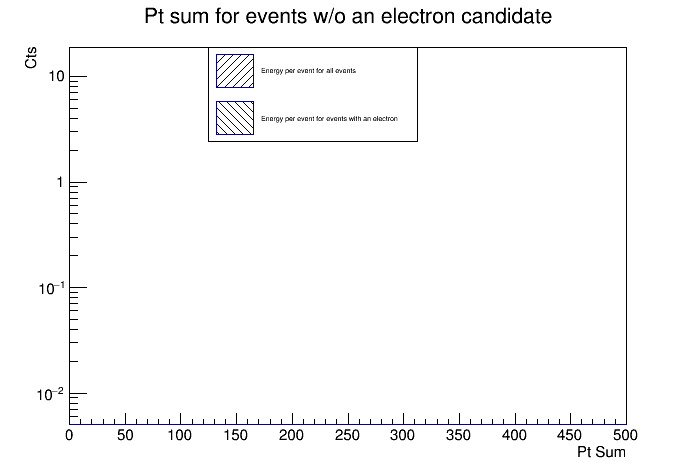 Pt sum for events w/o an electron candidate
Cts
Energy per event for all events
Energy per event for events with an electron
10
1
10⁻¹
10⁻²
0 50 100 150 200 250 300 350 400 450 500
Pt Sum